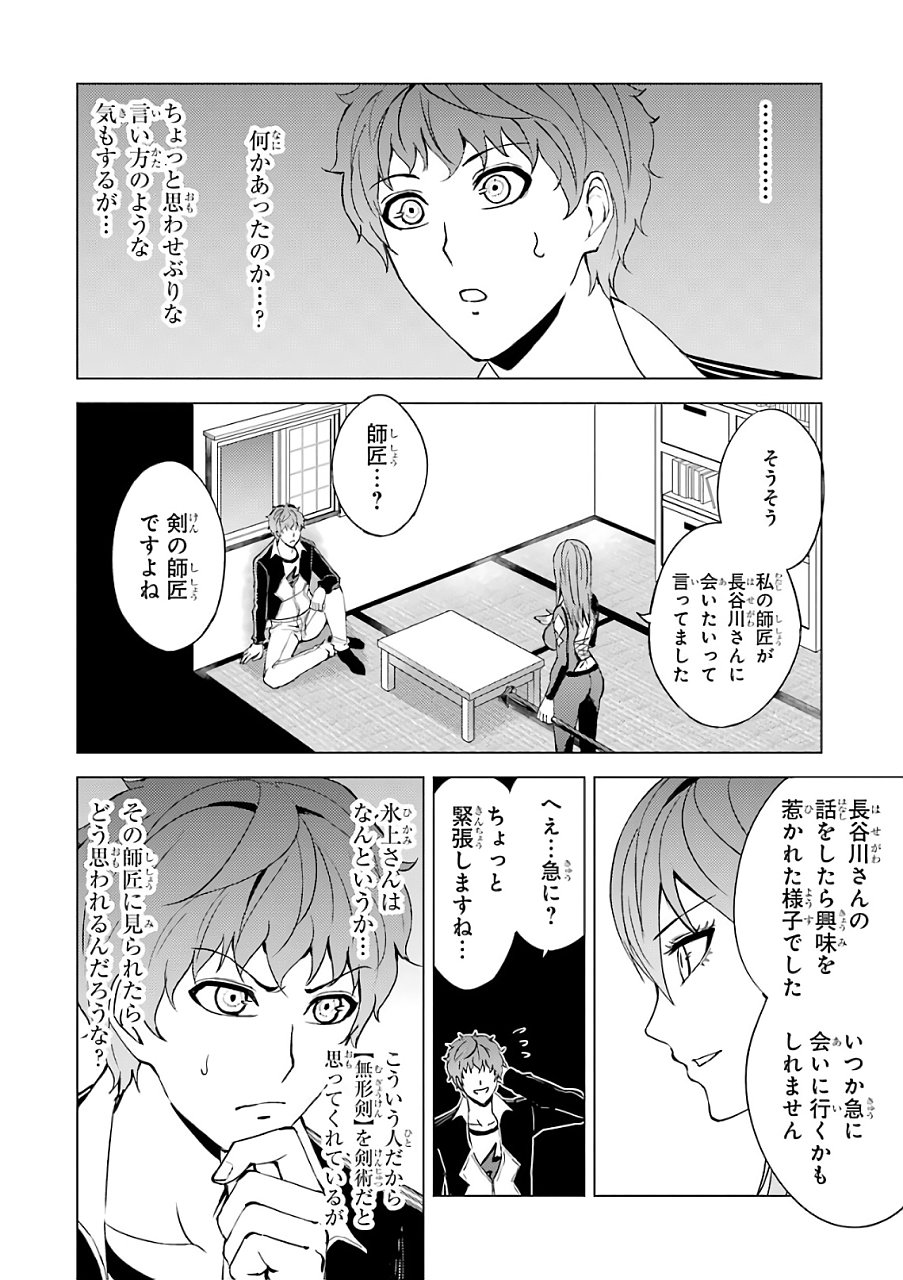 …………
何かあったのか…?
ちょっと思わせぶりな
言い方のような
気もするが…
そうそう
私の師匠が
長谷川さんに
会いたいって
言ってました
師匠…?
剣の師匠
ですよね
長谷川さんの
話をしたら興味を
惹かれた様子でした
いつか急に
会いに行くかも
しれません
へぇ…急に?
ちょっと
緊張しますね…
氷上さんは
なんというか…
こういう人だから
【無形剣】を剣術だと
思ってくれているが
その師匠に見られたら
どう思われるんだろうな?